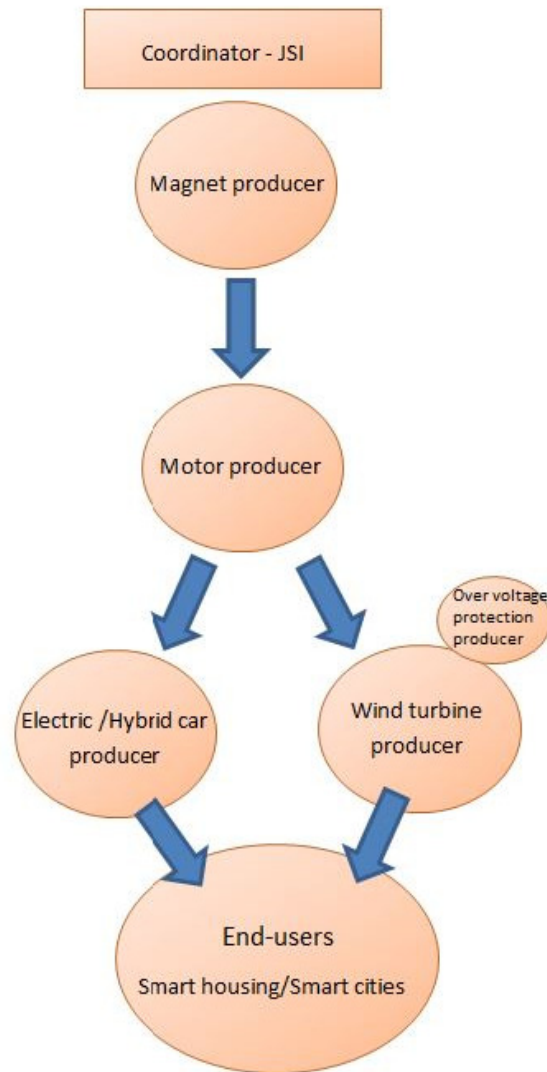 Coordinator - JSI
Magnet producer
Motor producer
Over voltage
protection
producer
Electric /Hybrid car
producer
Wind turbine
producer
End-users
Smart housing/Smart cities